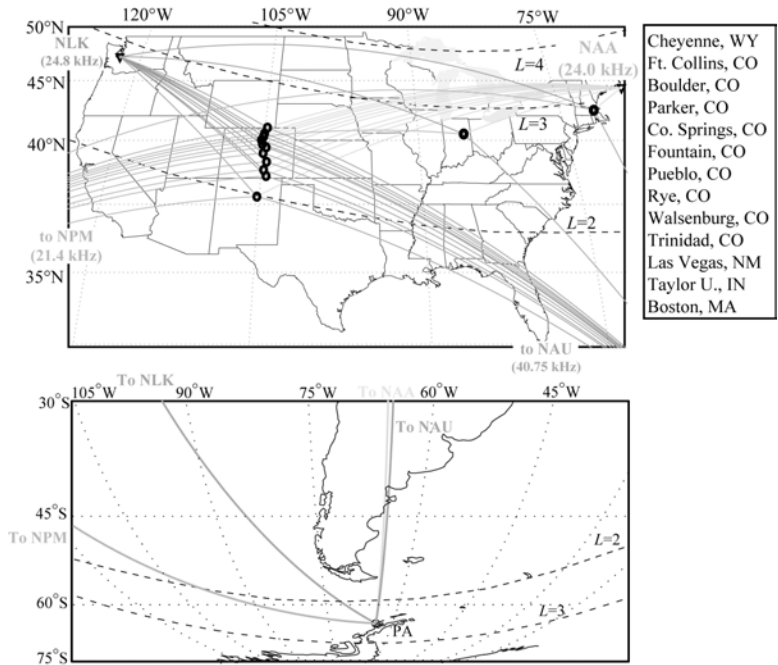 50°N
120°W
105°W
90°W
75°W
NLK
(24.8 kHz)
NAA
(24.0 kHz)
L=4
45°N
L=3
40°N
L=2
to NPM
(21.4 kHz)
35°N
to NAU
(40.75 kHz)
Cheyenne, WY
Ft. Collins, CO
Boulder, CO
Parker, CO
Co. Springs, CO
Fountain, CO
Pueblo, CO
Rye, CO
Walsenburg, CO
Trinidad, CO
Las Vegas, NM
Taylor U., IN
Boston, MA
To NLK
30°S
105°W
90°W
75°W
To NAA
60°W
45°W
To NAU
45°S
To NPM
L=2
60°S
L=3
PA
75°S